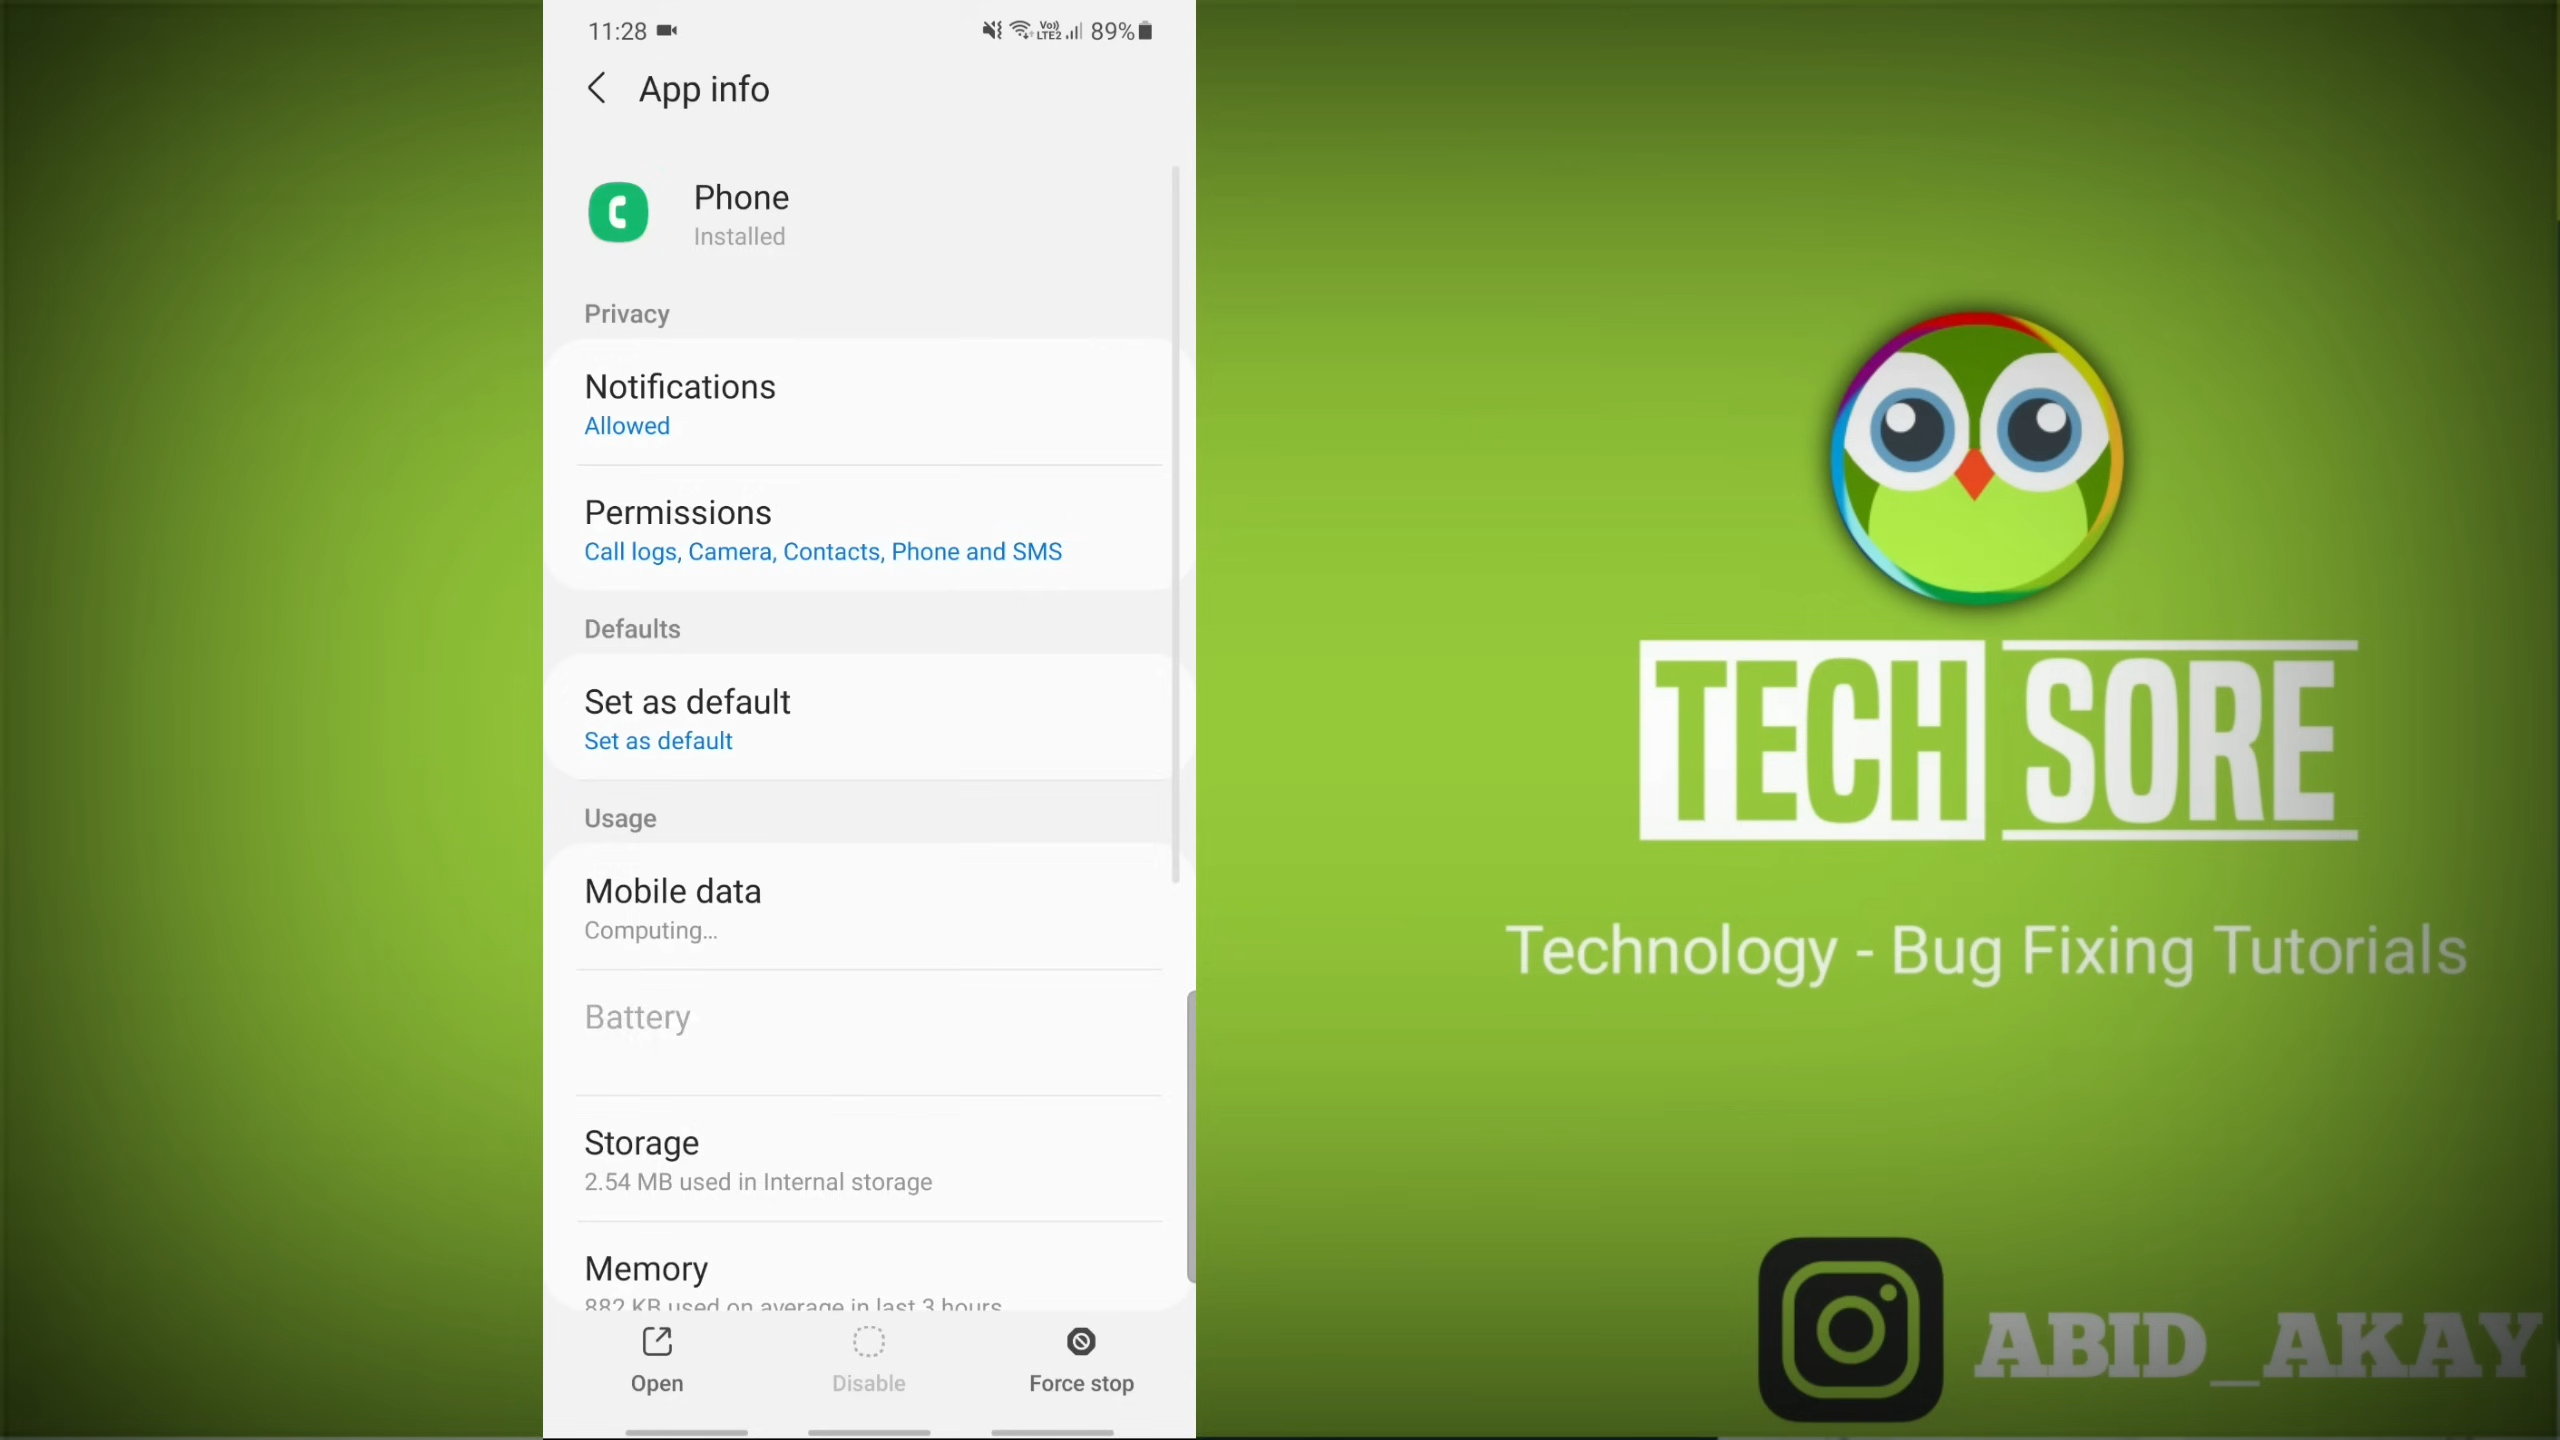 11:28
Vo)) LTE2 89%
App info
Phone
Installed
Privacy
Notifications
Allowed
Permissions
Call logs, Camera, Contacts, Phone and SMS
Defaults
Set as default
Set as default
Usage
Mobile data
Computing...
Battery
Storage
2.54 MB used in Internal storage
Memory
882 KB used on average in last 3 hours
Open
Disable
Force stop
TECH SORE
Technology - Bug Fixing Tutorials
ABID_AKAY